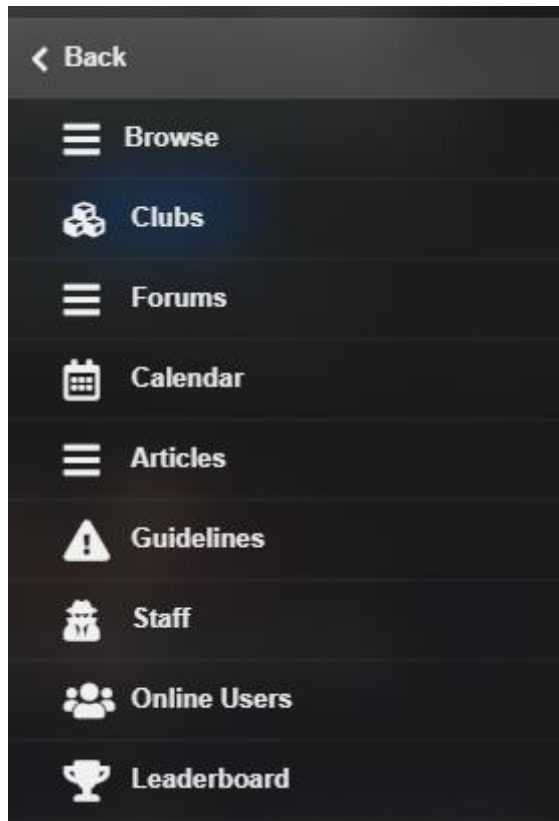 Back
Browse
Clubs
Forums
Calendar
Articles
Guidelines
Staff
Online Users
Leaderboard